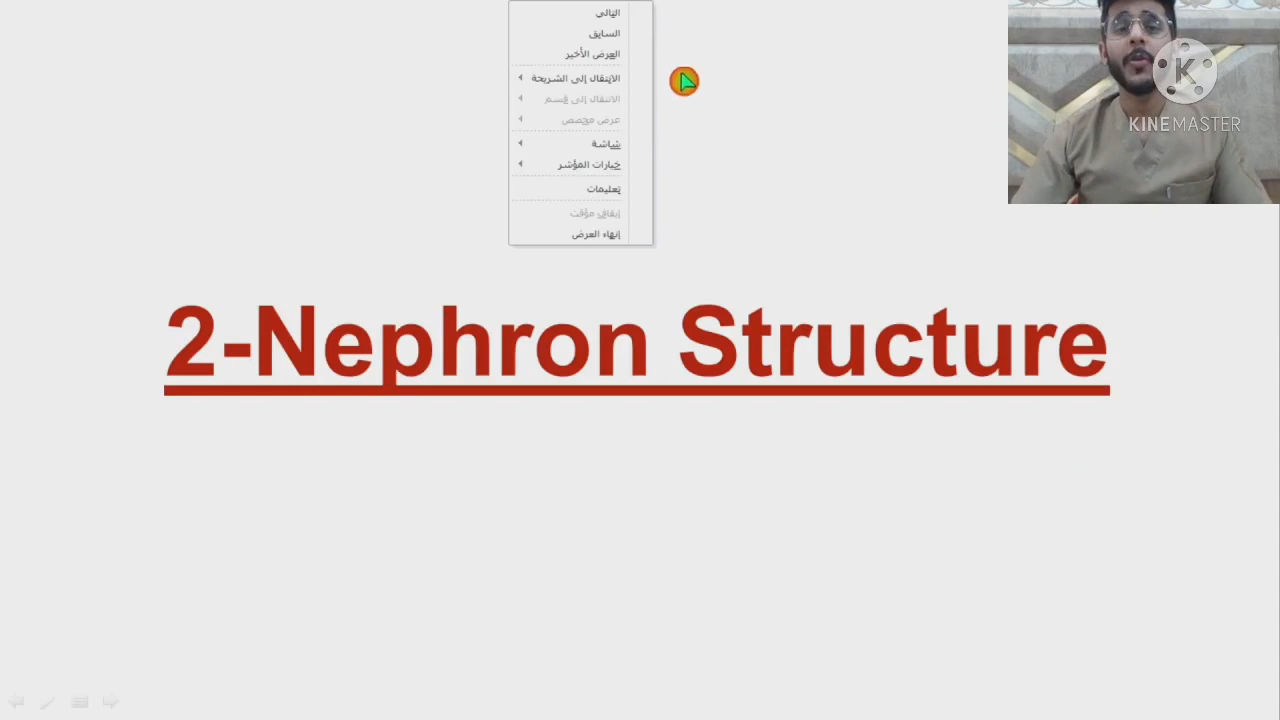 التالي
السابق
العرض الأخير
الانتقال إلى الشريحة
الانتقال إلى قسم
عرض مخصص
شاشة
خيارات المؤشر
تعليمات
إيقاف مؤقت
إنهاء العرض
K
KINEMASTER
2-Nephron Structure